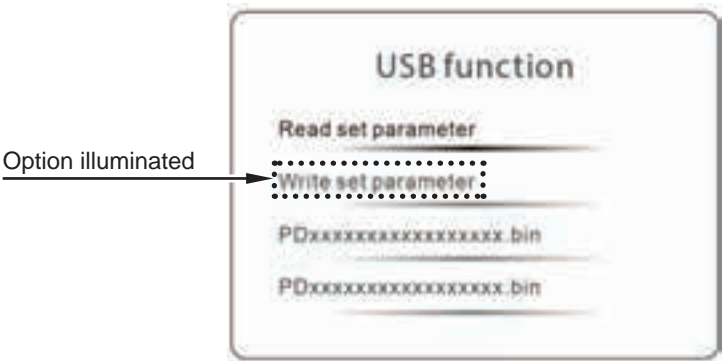 USB function
Read set parameter
Option illuminated
Write set parameter
PDxxxxxxxxxxxxxxxxx.bin
PDxxxxxxxxxxxxxxxxx.bin